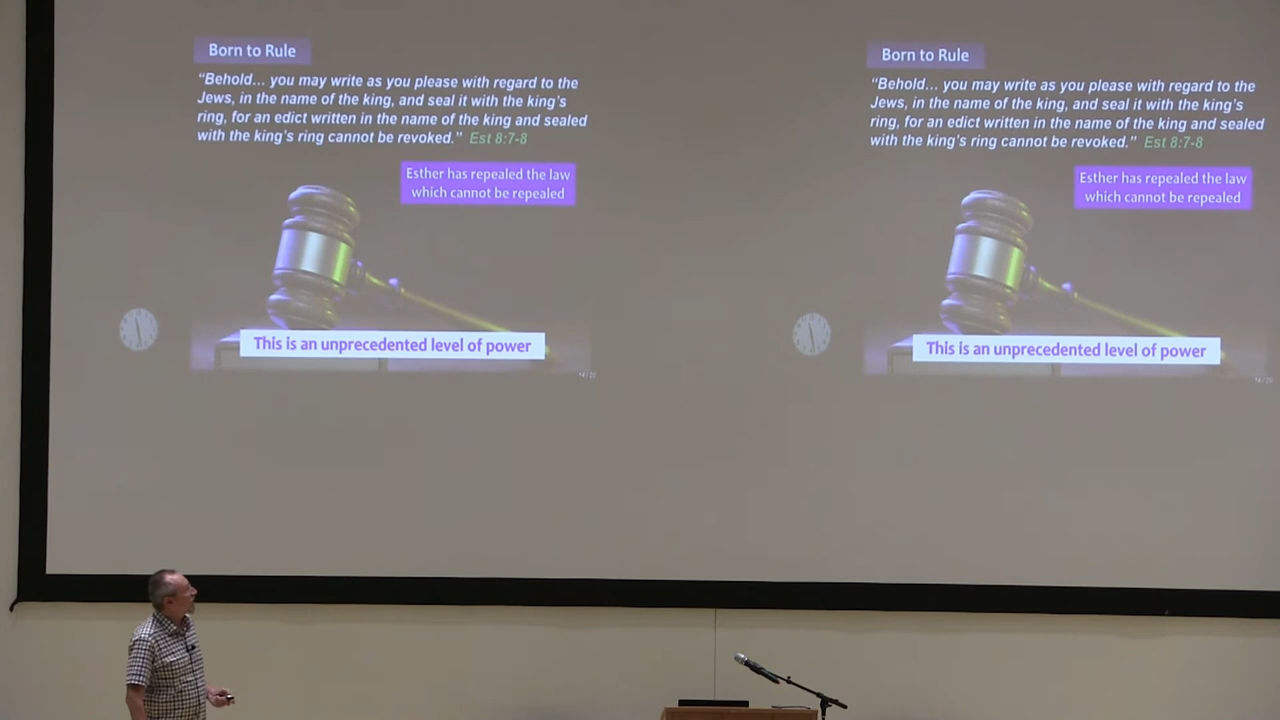 Born to Rule
“Behold… you may write as you please with regard to the
Jews, in the name of the king, and seal it with the king’s
ring, for an edict written in the name of the king and sealed
with the king’s ring cannot be revoked.” Est 8:7-8
Esther has repealed the law
which cannot be repealed
This is an unprecedented level of power
Born to Rule
“Behold… you may write as you please with regard to the
Jews, in the name of the king, and seal it with the king’s
ring, for an edict written in the name of the king and sealed
with the king’s ring cannot be revoked.” Est 8:7-8
Esther has repealed the law
which cannot be repealed
This is an unprecedented level of power